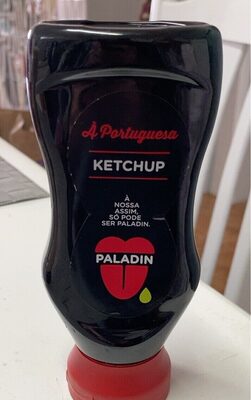 À Portuguesa
KETCHUP
À
NOSSA
ASSIM,
SÓ PODE
SER PALADIN.
PALADIN